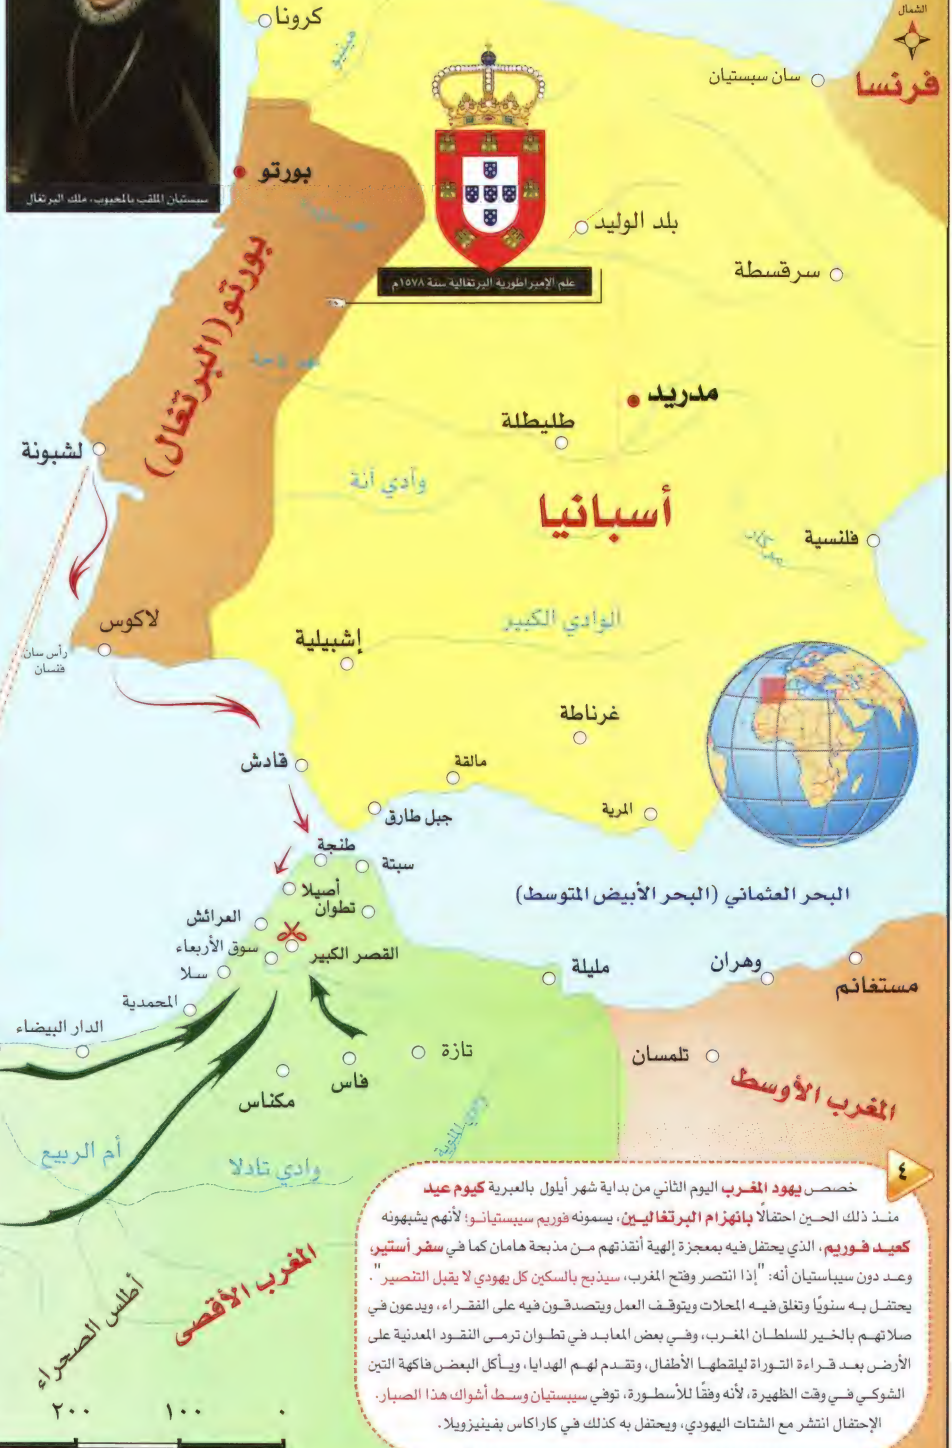 الشمال
فرنسا
كرونا
مينيو
سان سبستيان
بورتو
سبستيان الملقب بالمحبوب، ملك البرتغال
بلد الوليد
سرقسطة
علم الإمبراطورية البرتغالية سنة ١٥٧٨م
بورتو(البرتغال)
مدريد
طليطلة
لشبونة
وآدي آنة
أسبانيا
فلنسية
لاكوس
الوادي الكبير
إشبيلية
رأس سان
فنسان
غرناطة
قادش
مالقة
جبل طارق
المرية
طنجة
سبتة
أصيلا
تطوان
البحر العثماني (البحر الأبيض المتوسط)
العرائش
سوق الأربعاء
القصر الكبير
سلا
مليلة
وهران
مستغانم
المحمدية
الدار البيضاء
تازة
فاس
مكناس
تلمسان
المغرب الأوسط
أم الربيع
وادي تادلا
وادي الملوية
المغرب الأقصى
أطلس الصحراء
٤
خصص يهود المغرب اليوم الثاني من بداية شهر أيلول بالعبرية كيوم عيد
منذ ذلك الحين احتفالًا بانهزام البرتغاليين، يسمونه فوريم سيبستيانو؛ لأنهم يشبهونه
كعيد فوريم، الذي يحتفل فيه بمعجزة إلهية أنقذتهم من مذبحة هامان كما في سفر أستير،
وعد دون سيباستيان أنه: "إذا انتصر وفتح المغرب، سيذبح بالسكين كل يهودي لا يقبل التنصير".
يحتفل به سنويًا وتغلق فيه المحلات ويتوقف العمل ويتصدقون فيه على الفقراء، ويدعون في
صلاتهم بالخير للسلطان المغرب، وفي بعض المعابد في تطوان ترمى النقود المعدنية على
الأرض بعد قراءة التوراة ليلقطها الأطفال، وتقدم لهم الهدايا، ويأكل البعض فاكهة التين
الشوكي في وقت الظهيرة، لأنه وفقًا للأسطورة، توفي سيبستيان وسط أشواك هذا الصبار.
الإحتفال انتشر مع الشتات اليهودي، ويحتفل به كذلك في كاراكاس بفينيزويلا.
٢٠٠ ١٠٠ ٠